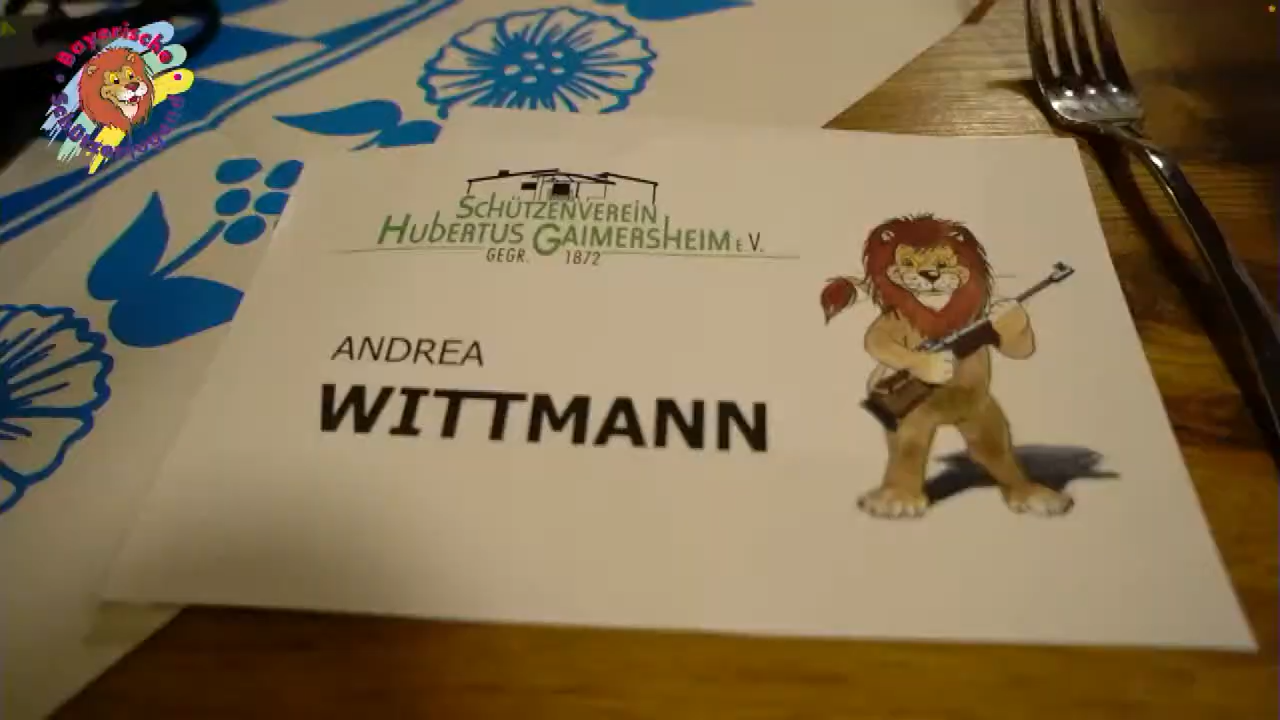 Bayerische
Schützenjugend
SCHÜTZENVEREIN
HUBERTUS GAIMERSHEIM E.V.
GEGR. 1872
ANDREA
WITTMANN